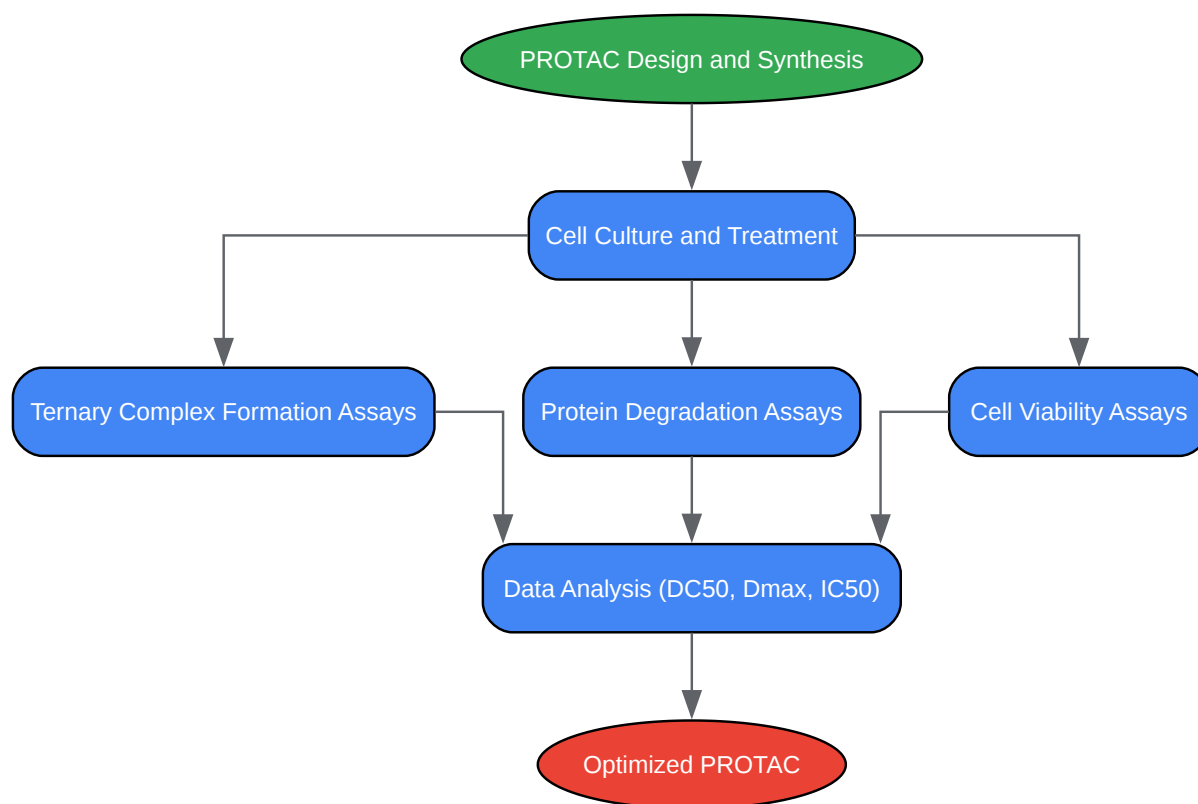 PROTAC Design and Synthesis
Cell Culture and Treatment
Ternary Complex Formation Assays
Protein Degradation Assays
Cell Viability Assays
Data Analysis (DC50, Dmax, IC50)
Optimized PROTAC